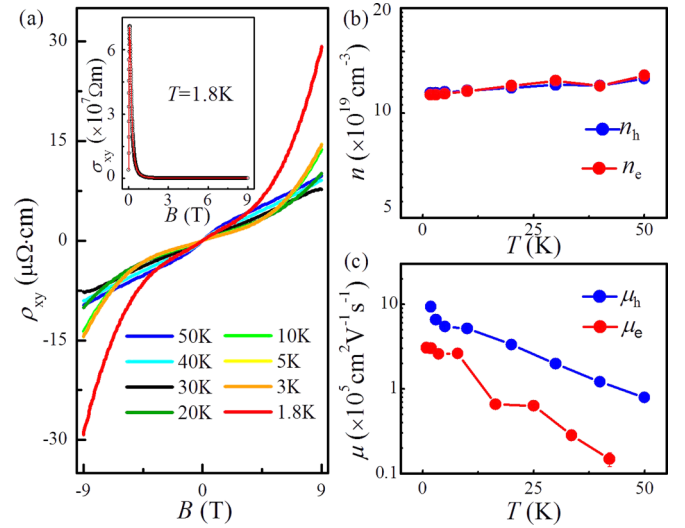 (a)
ρxy (μΩ·cm)
30
15
0
-15
-30
-9
0
9
B (T)
50K
40K
30K
20K
10K
5K
3K
1.8K
σxy (×10⁷Ωm)
6
3
0
0
3
6
9
B (T)
T=1.8K
(b)
n (×10¹⁹ cm⁻³)
20
10
5
nh
ne
0
25
50
T (K)
(c)
μ (×10⁵ cm²V⁻¹s⁻¹)
10
1
0.1
μh
μe
0
25
50
T (K)